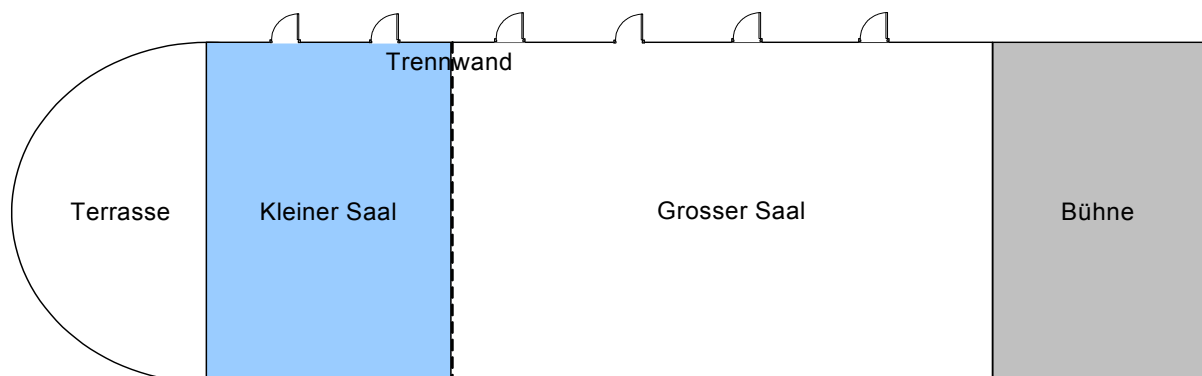 Trennwand
Terrasse
Kleiner Saal
Grosser Saal
Bühne